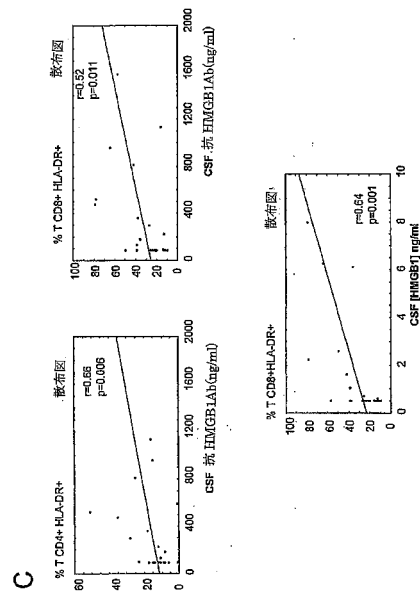 C
% T CD4+ HLA-DR+ 散布図
r=0.66
p=0.006
60
40
20
0
0 400 800 1200 1600 2000
CSF 抗 HMGB1Ab(ng/ml)
% T CD8+ HLA-DR+ 散布図
r=0.52
p=0.011
100
80
60
40
20
0
0 400 800 1200 1600 2000
CSF 抗 HMGB1Ab(ng/ml)
% T CD8+HLA-DR+ 散布図
100
80
60
40
20
0
r=0.64
p=0.001
0 2 4 6 8 10
CSF [HMGB1] ng/ml